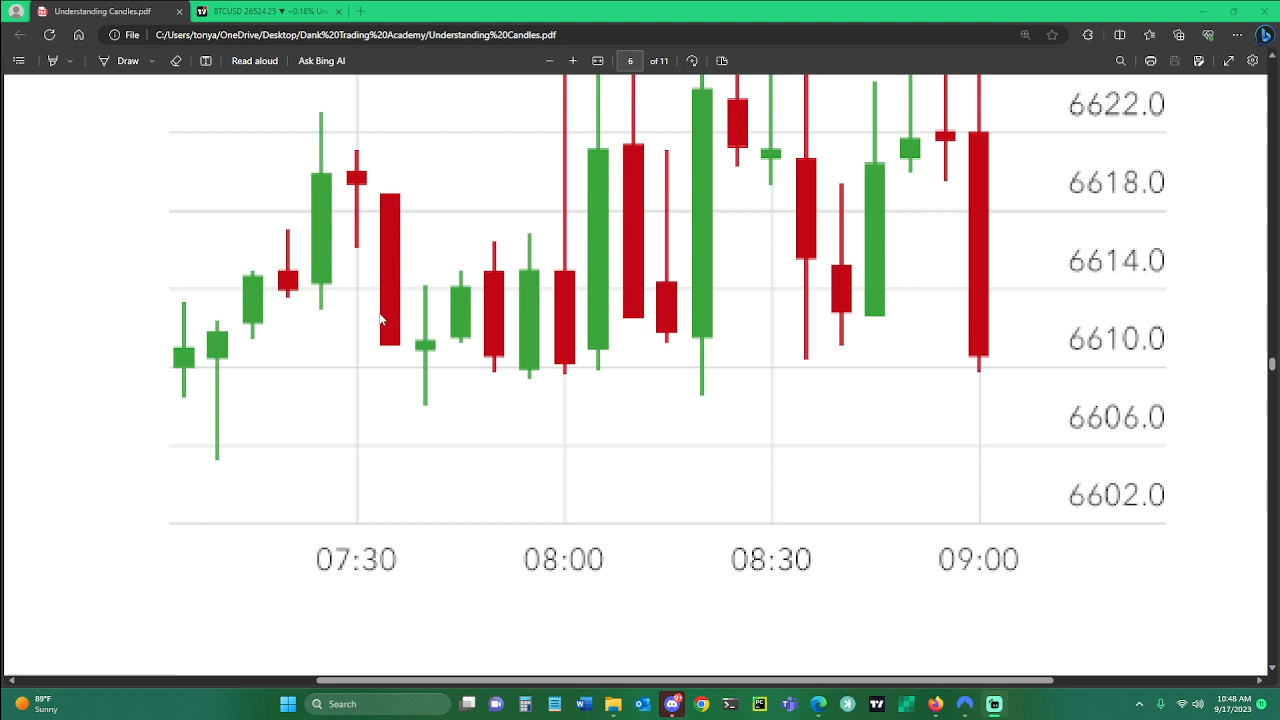 Understanding Candles.pdf
BTCUSD 26524.25 ▼ −0.18% Un
File
C:/Users/tonya/OneDrive/Desktop/Dank%20Trading%20Academy/Understanding%20Candles.pdf
Draw
Read aloud
Ask Bing AI
6
of 11
6622.0
6618.0
6614.0
6610.0
6606.0
6602.0
07:30
08:00
08:30
09:00
89°F
Sunny
Search
10:48 AM
9/17/2023